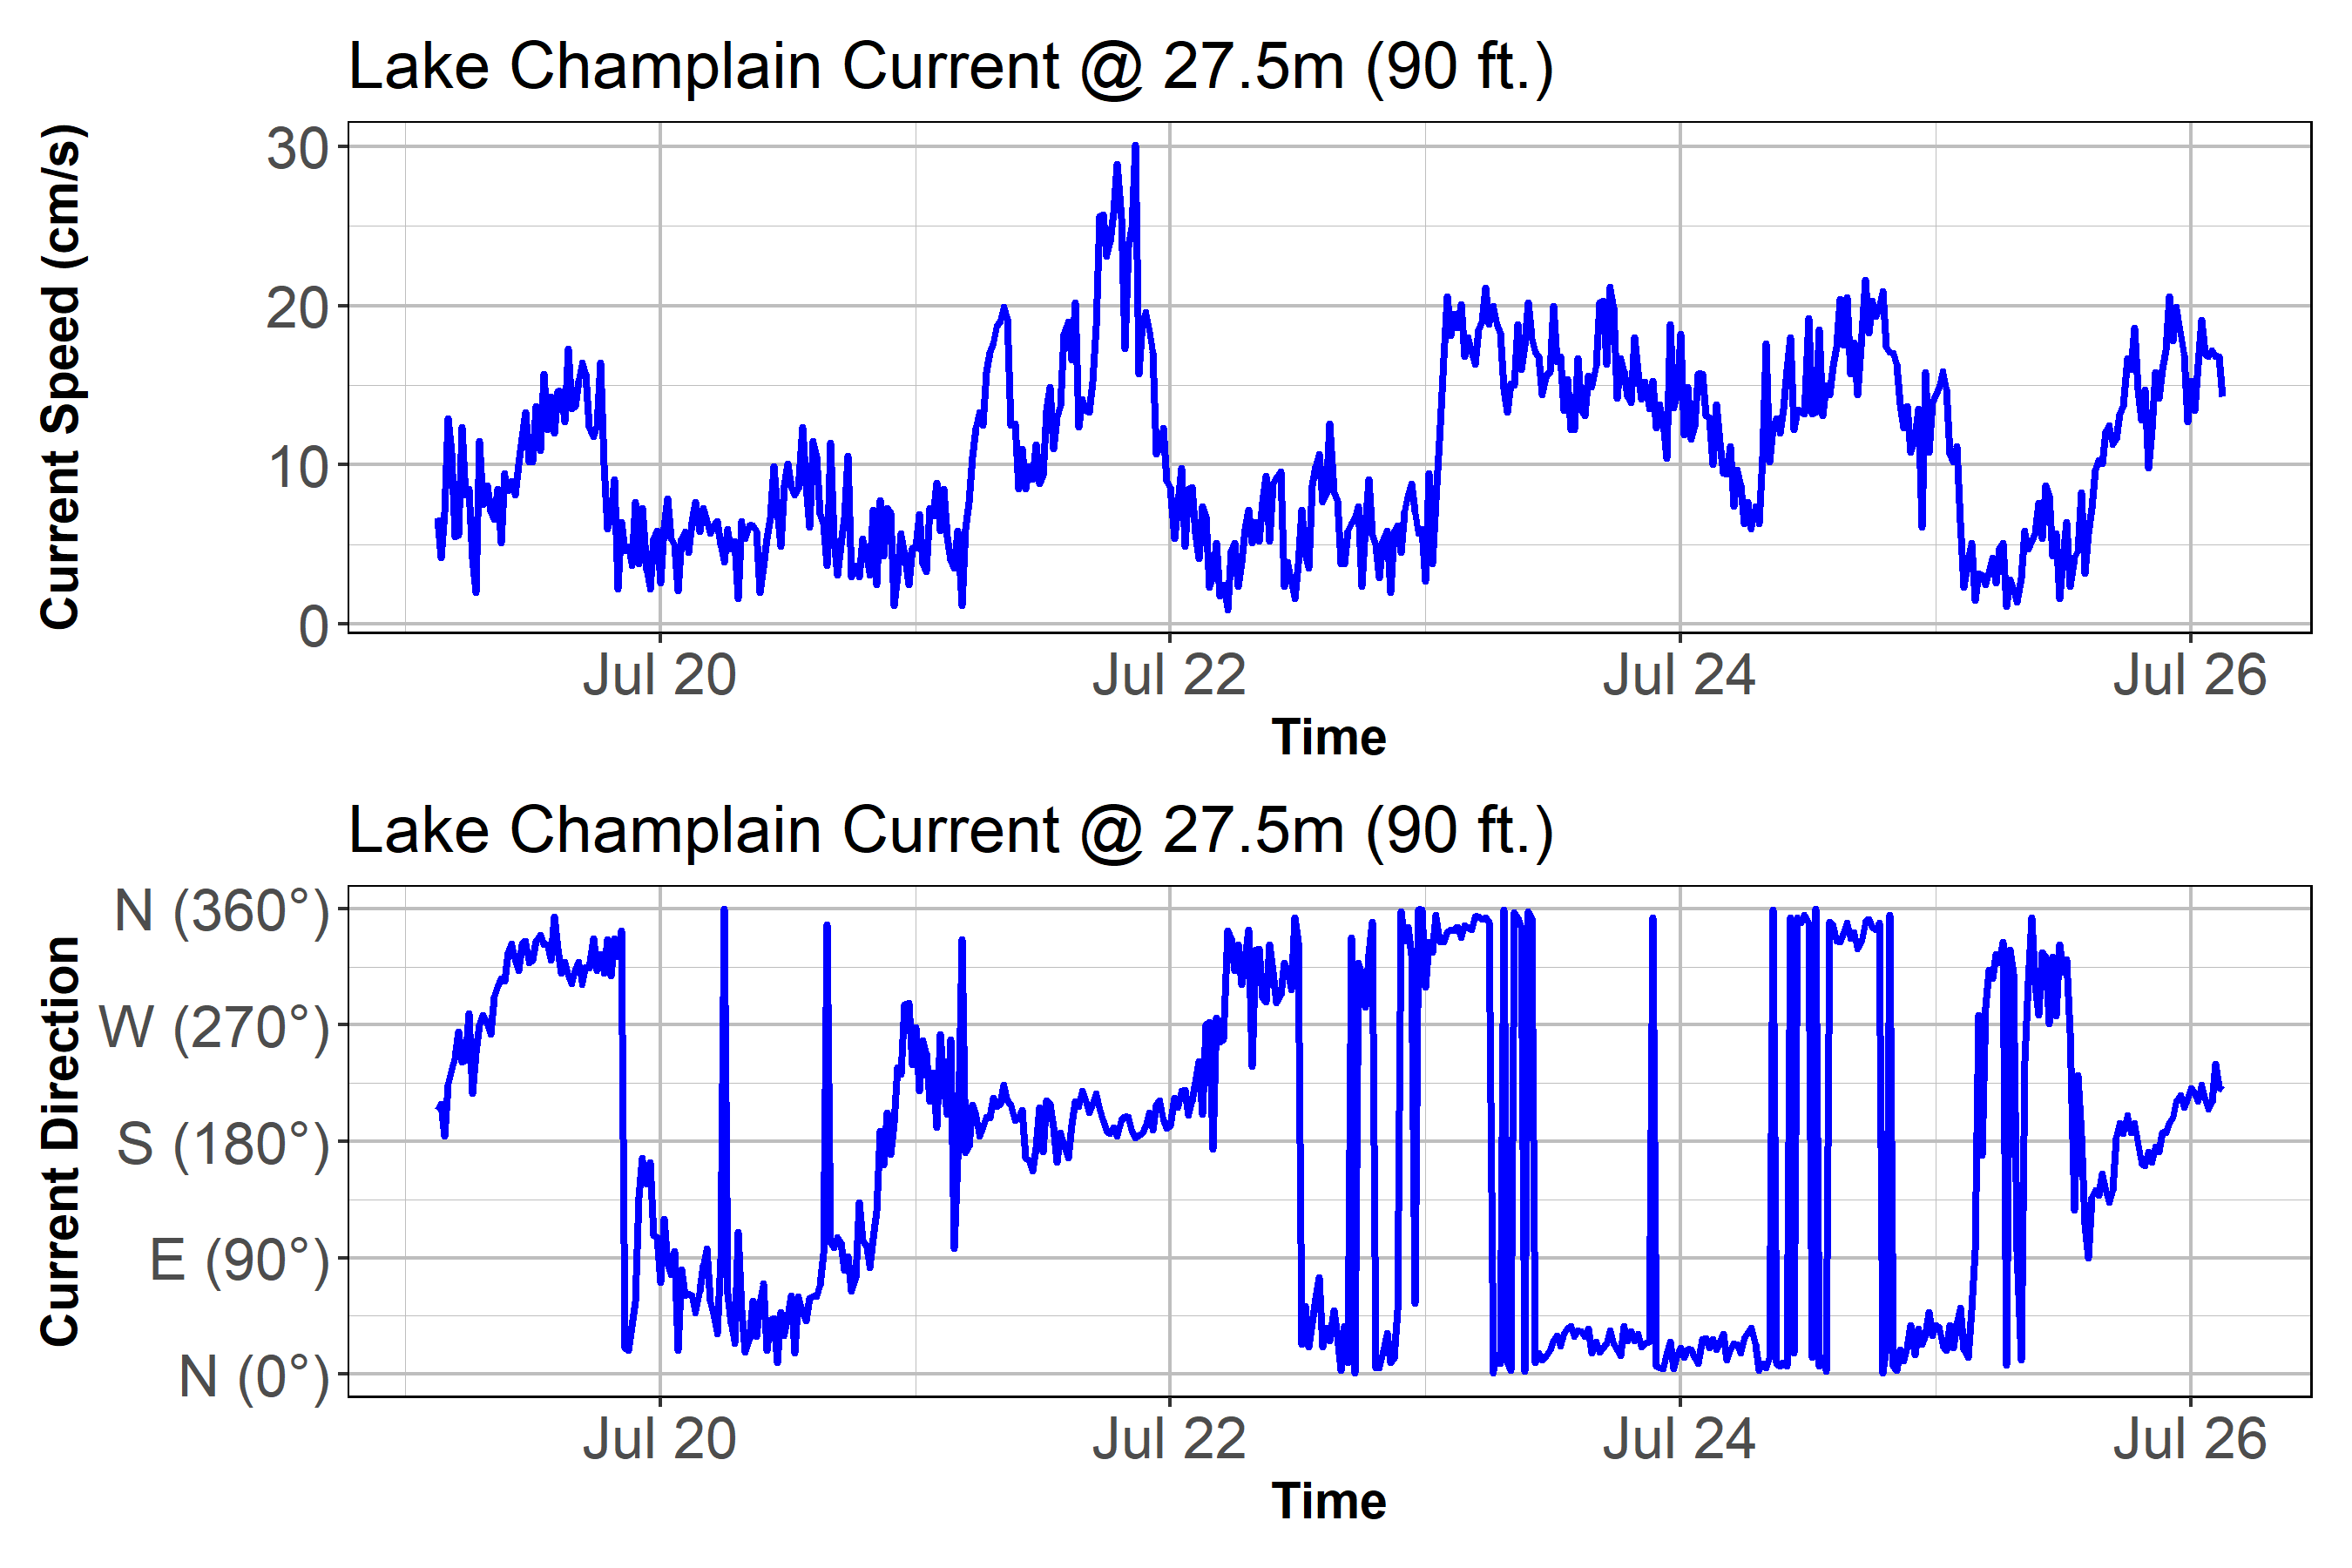 Lake Champlain Current @ 27.5m (90 ft.)
Current Speed (cm/s)
30
20
10
0
Jul 20 Jul 22 Jul 24 Jul 26
Time
Lake Champlain Current @ 27.5m (90 ft.)
Current Direction
N (360°)
W (270°)
S (180°)
E (90°)
N (0°)
Jul 20 Jul 22 Jul 24 Jul 26
Time